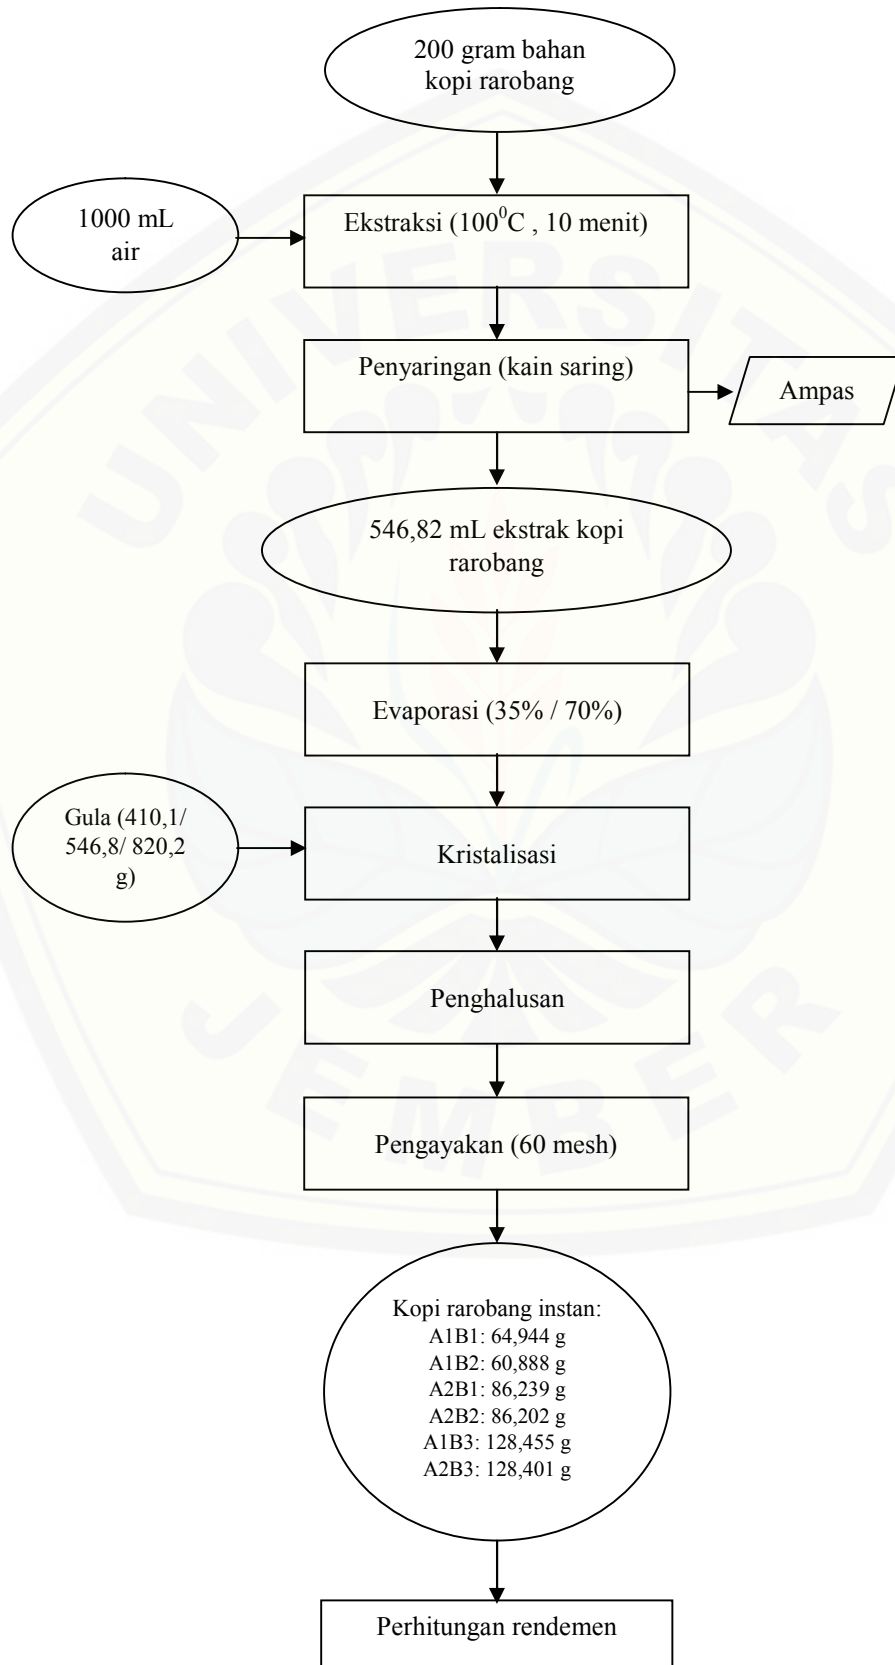 200 gram bahan
kopi rarobang
1000 mL
air
Ekstraksi (100⁰C , 10 menit)
Penyaringan (kain saring)
Ampas
546,82 mL ekstrak kopi
rarobang
Evaporasi (35% / 70%)
Gula (410,1/
546,8/ 820,2
g)
Kristalisasi
Penghalusan
Pengayakan (60 mesh)
Kopi rarobang instan:
A1B1: 64,944 g
A1B2: 60,888 g
A2B1: 86,239 g
A2B2: 86,202 g
A1B3: 128,455 g
A2B3: 128,401 g
Perhitungan rendemen
UNIVERSITAS
JEMBER